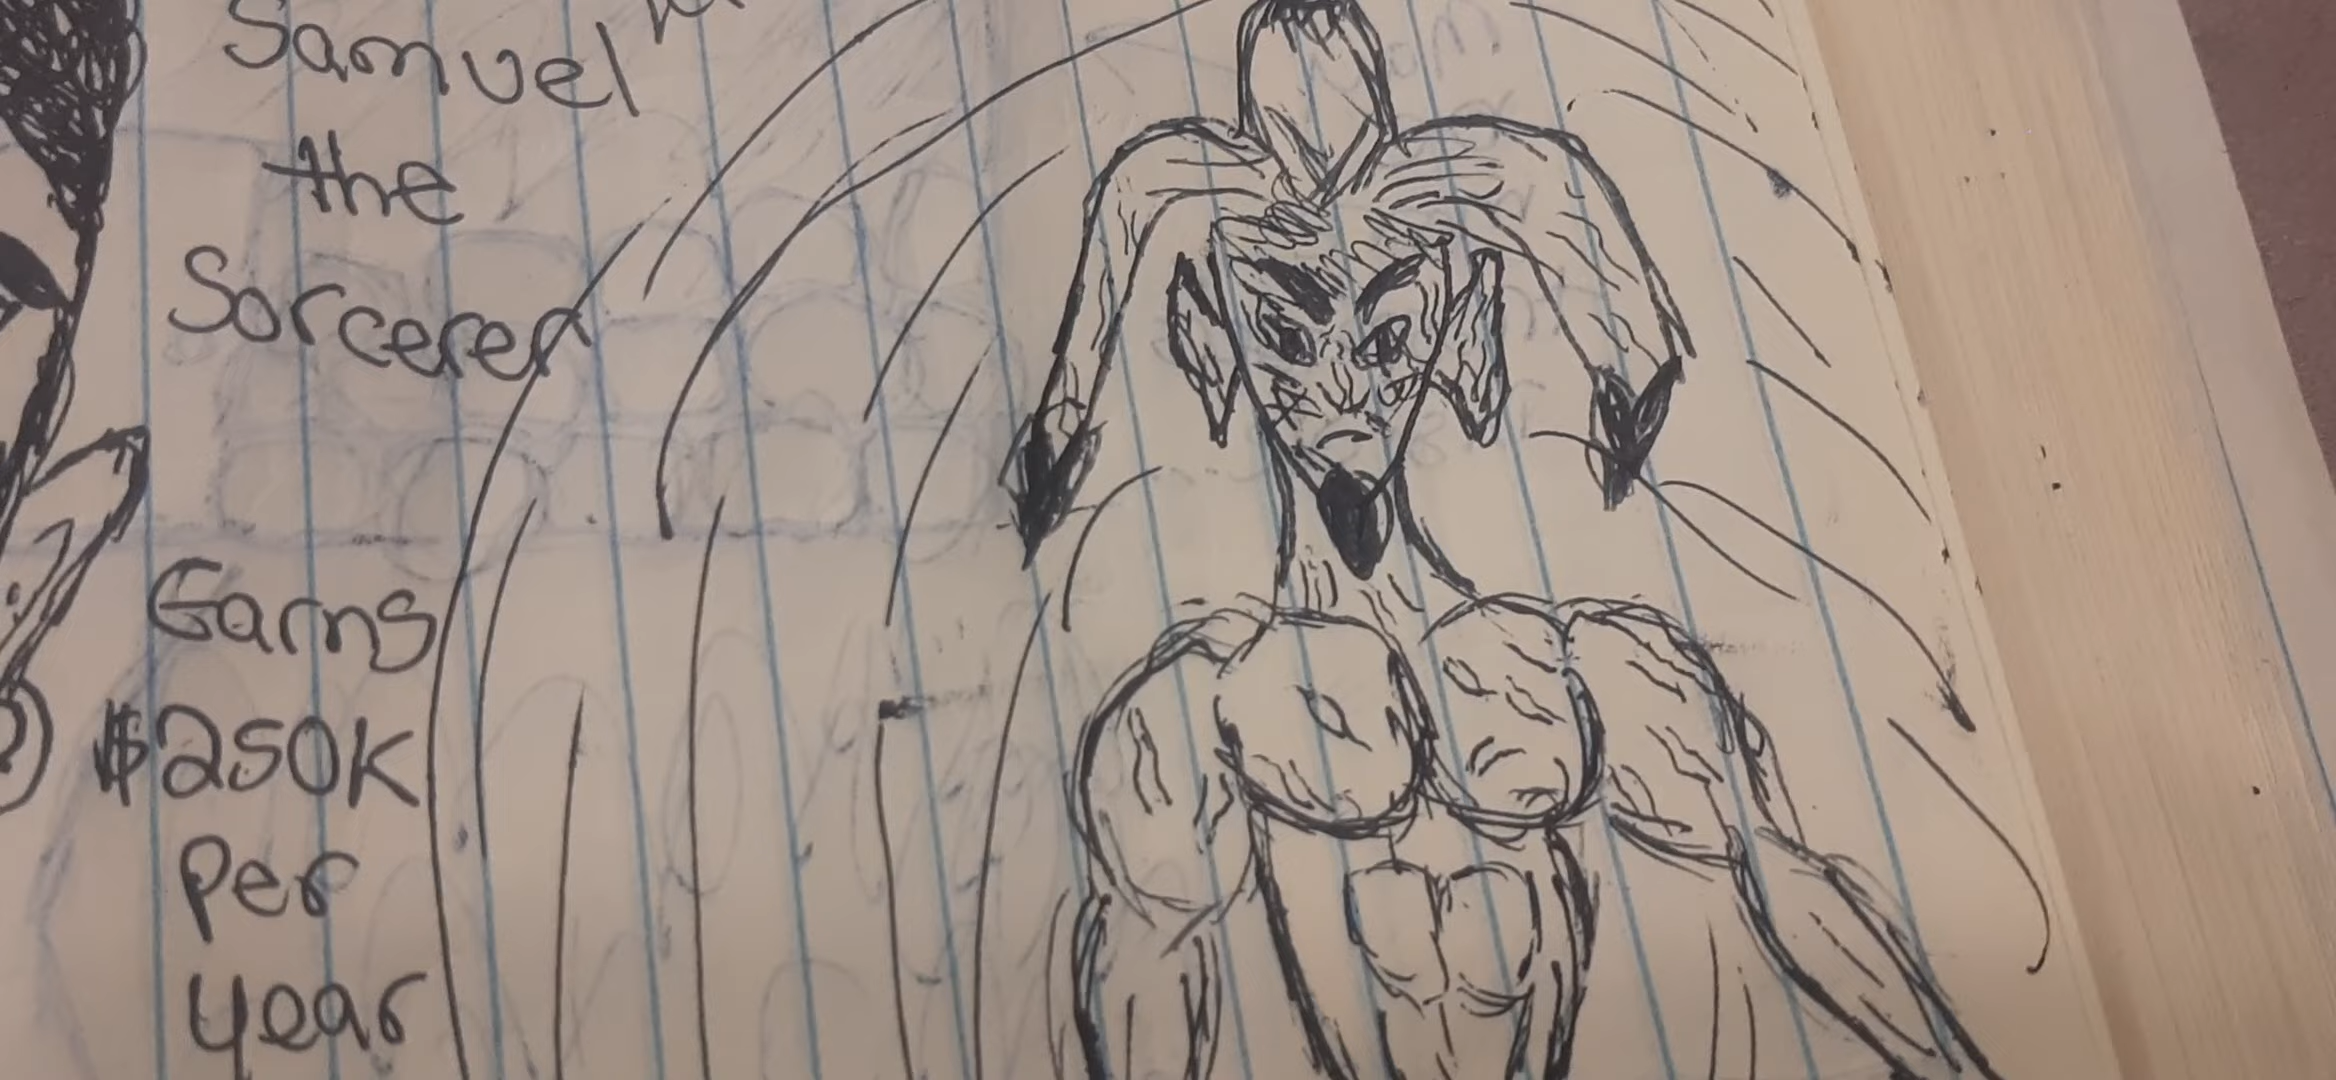 Samuel
the
Sorcerer
Earns
$250K
Per
year